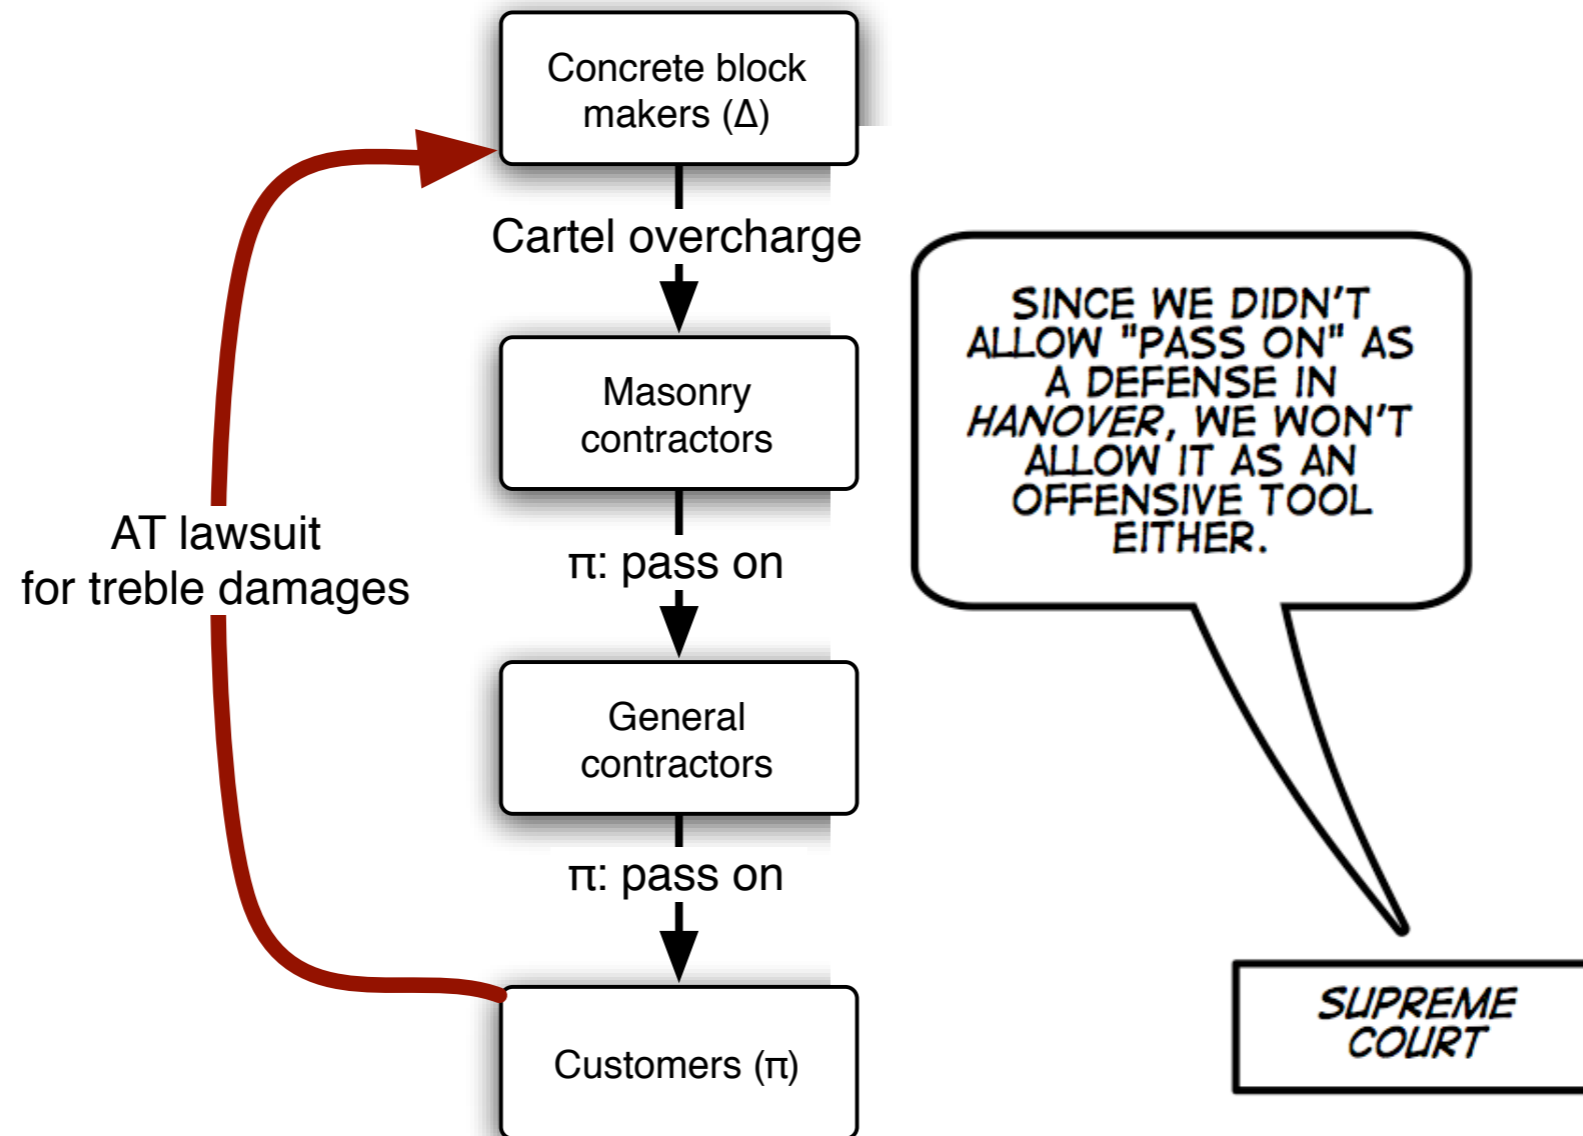 Concrete block
makers (Δ)
Cartel overcharge
Masonry
contractors
π: pass on
General
contractors
π: pass on
Customers (π)
AT lawsuit
for treble damages
SINCE WE DIDN'T
ALLOW "PASS ON" AS
A DEFENSE IN
HANOVER, WE WON'T
ALLOW IT AS AN
OFFENSIVE TOOL
EITHER.
SUPREME
COURT